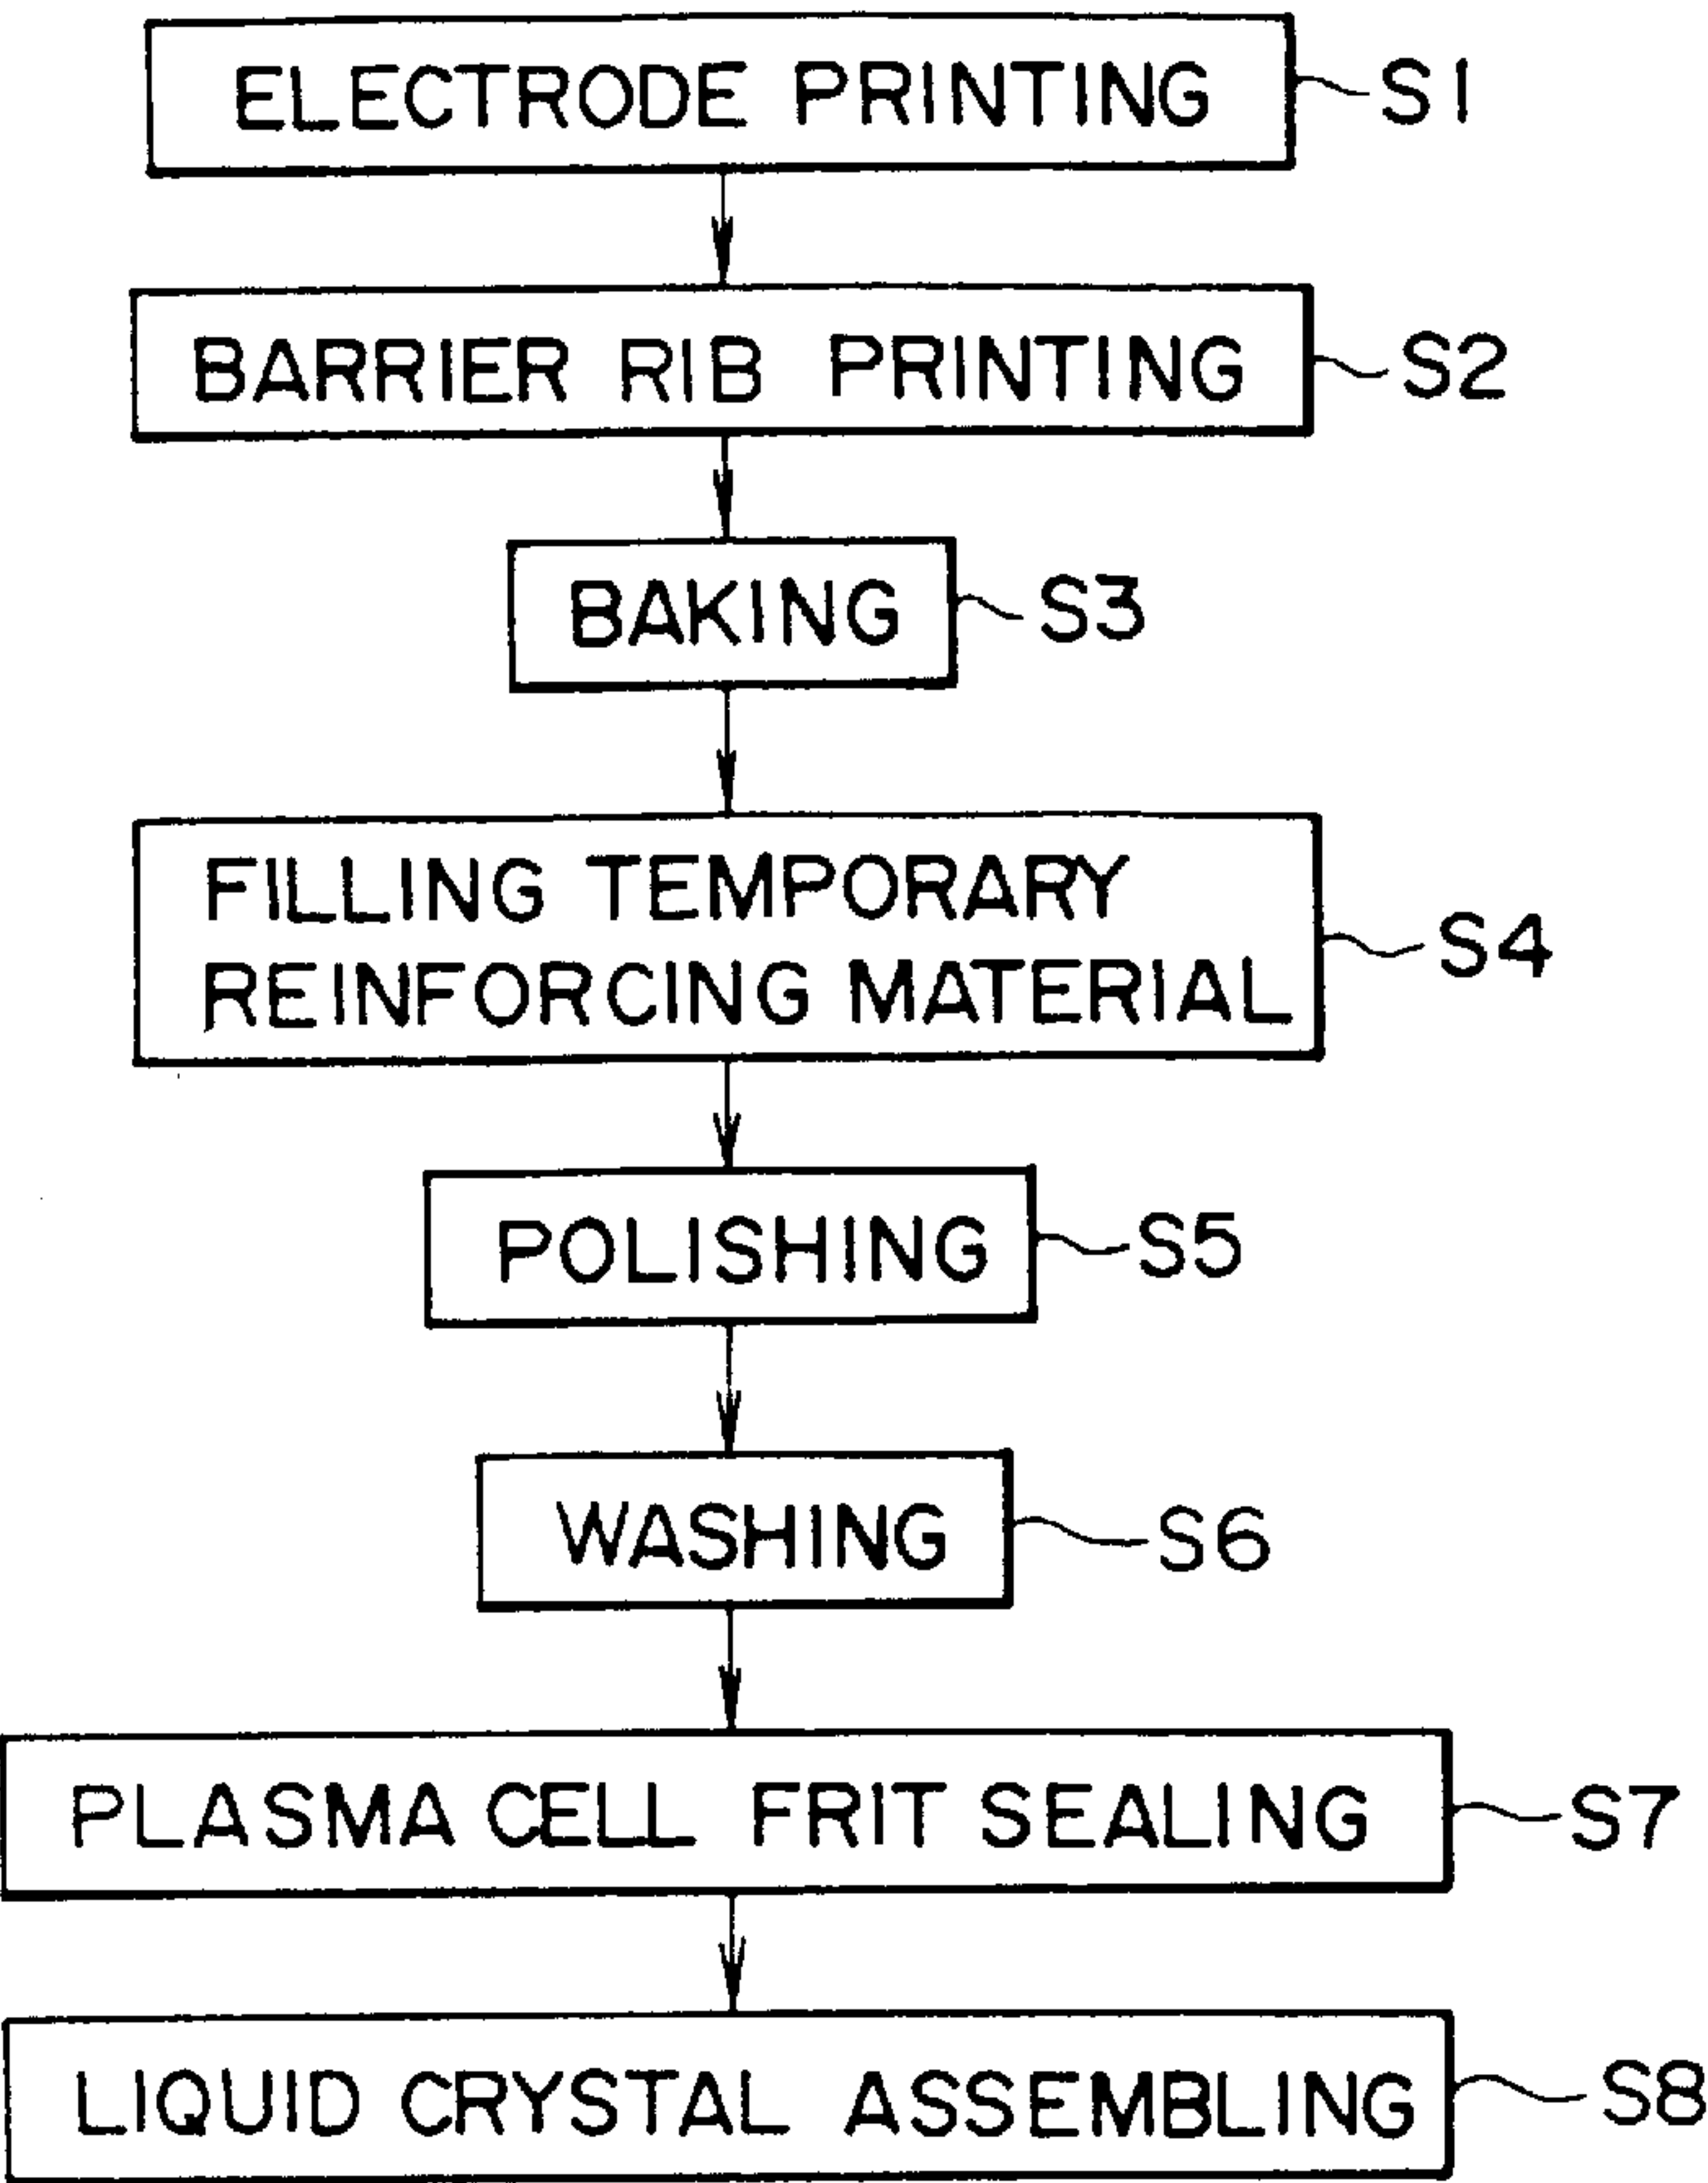 ELECTRODE PRINTING S1
BARRIER RIB PRINTING S2
BAKING S3
FILLING TEMPORARY
REINFORCING MATERIAL S4
POLISHING S5
WASHING S6
PLASMA CELL FRIT SEALING S7
LIQUID CRYSTAL ASSEMBLING S8